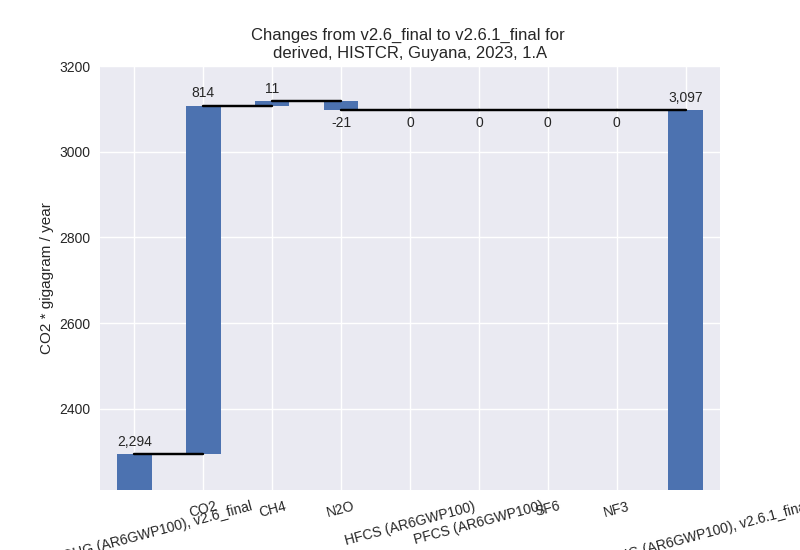 Changes from v2.6_final to v2.6.1_final for
derived, HISTCR, Guyana, 2023, 1.A
CO2 * gigagram / year
3200
3000
2800
2600
2400
2,294
814
11
-21
0
0
0
0
3,097
(AR6GWP100), v2.6_final
CO2
CH4
N2O
HFCS (AR6GWP100)
PFCS (AR6GWP100)
SF6
NF3
(AR6GWP100), v2.6.1_fina